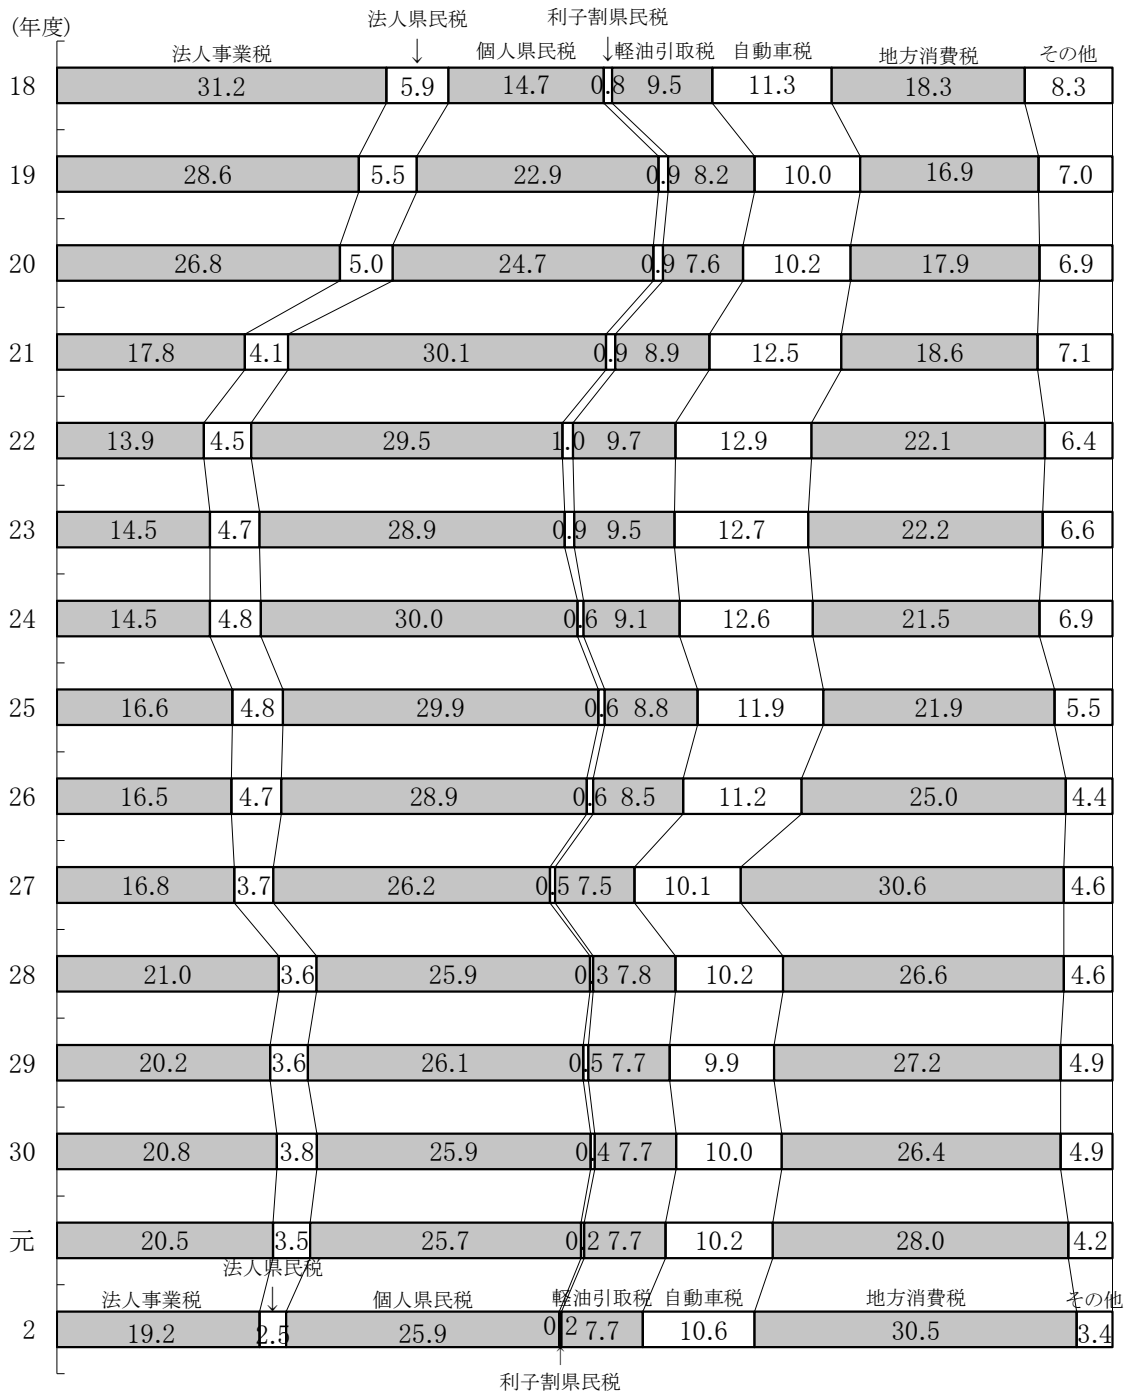 法人県民税 利子割県民税
(年度)
法人事業税 個人県民税 軽油引取税 自動車税 地方消費税 その他
18 31.2 5.9 14.7 0.8 9.5 11.3 18.3 8.3
19 28.6 5.5 22.9 0.9 8.2 10.0 16.9 7.0
20 26.8 5.0 24.7 0.9 7.6 10.2 17.9 6.9
21 17.8 4.1 30.1 0.9 8.9 12.5 18.6 7.1
22 13.9 4.5 29.5 1.0 9.7 12.9 22.1 6.4
23 14.5 4.7 28.9 0.9 9.5 12.7 22.2 6.6
24 14.5 4.8 30.0 0.6 9.1 12.6 21.5 6.9
25 16.6 4.8 29.9 0.6 8.8 11.9 21.9 5.5
26 16.5 4.7 28.9 0.6 8.5 11.2 25.0 4.4
27 16.8 3.7 26.2 0.5 7.5 10.1 30.6 4.6
28 21.0 3.6 25.9 0.3 7.8 10.2 26.6 4.6
29 20.2 3.6 26.1 0.5 7.7 9.9 27.2 4.9
30 20.8 3.8 25.9 0.4 7.7 10.0 26.4 4.9
元 20.5 3.5 25.7 0.2 7.7 10.2 28.0 4.2
法人県民税
法人事業税 個人県民税 軽油引取税 自動車税 地方消費税 その他
2 19.2 2.5 25.9 0.2 7.7 10.6 30.5 3.4
利子割県民税